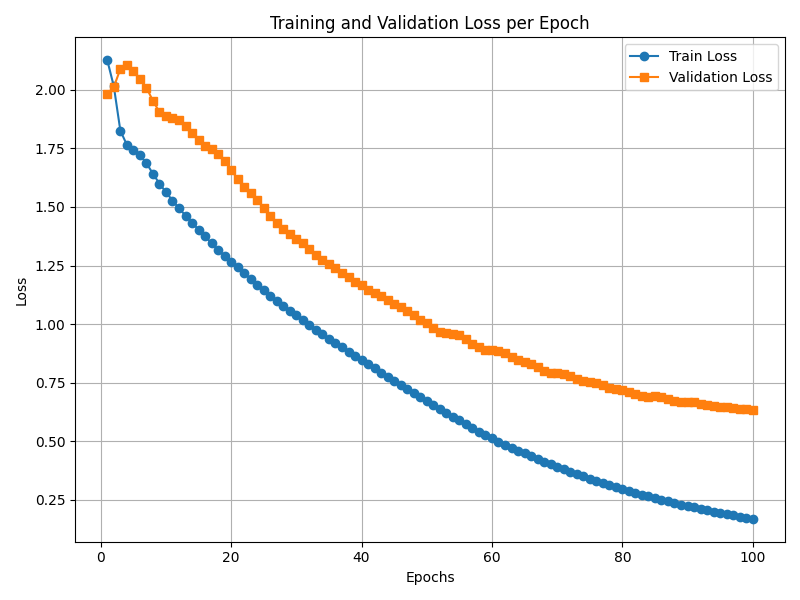 Training and Validation Loss per Epoch
Train Loss
Validation Loss
2.00
1.75
1.50
1.25
1.00
0.75
0.50
0.25
Loss
0 20 40 60 80 100
Epochs